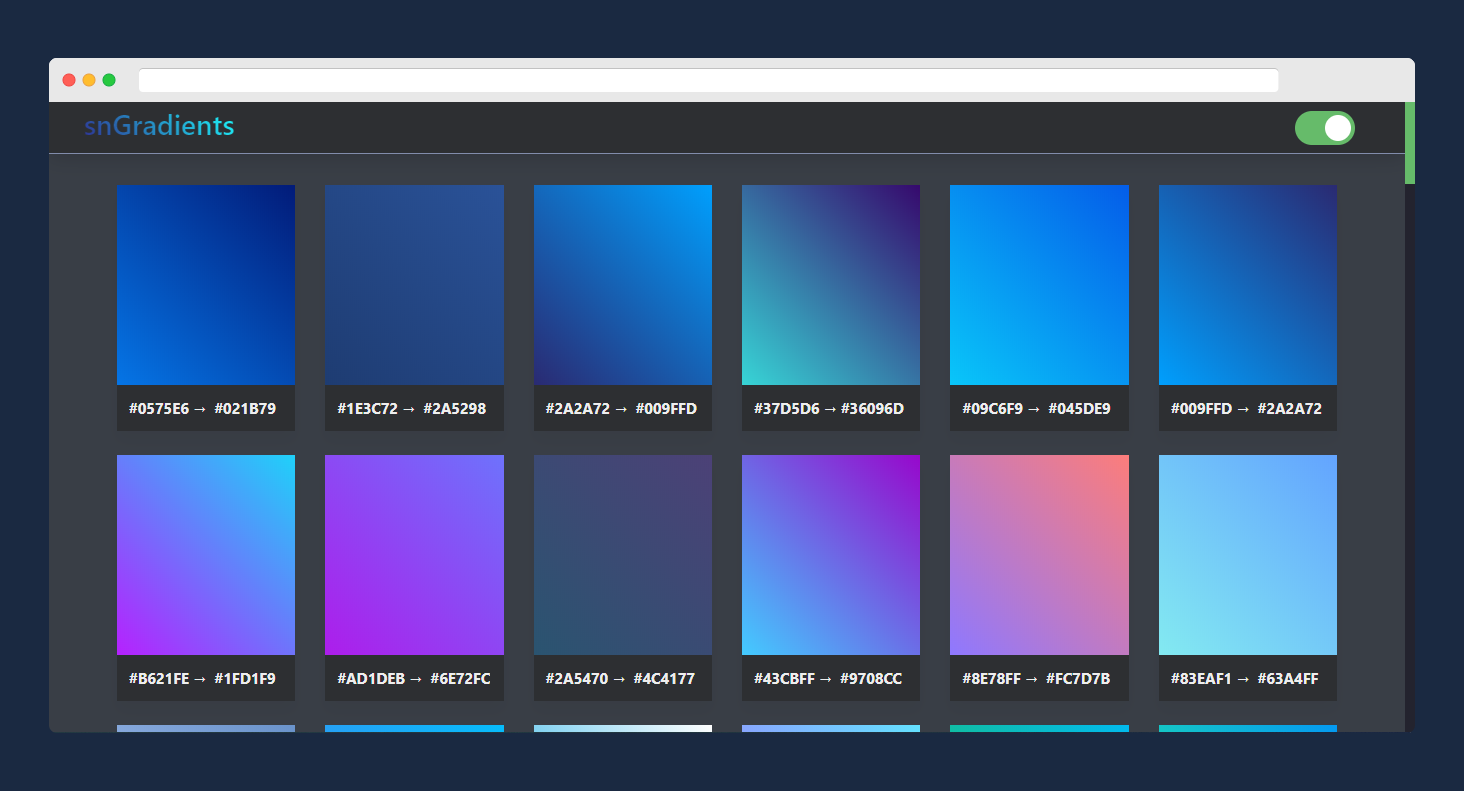 snGradients
#0575E6 → #021B79
#1E3C72 → #2A5298
#2A2A72 → #009FFD
#37D5D6 → #36096D
#09C6F9 → #045DE9
#009FFD → #2A2A72
#B621FE → #1FD1F9
#AD1DEB → #6E72FC
#2A5470 → #4C4177
#43CBFF → #9708CC
#8E78FF → #FC7D7B
#83EAF1 → #63A4FF